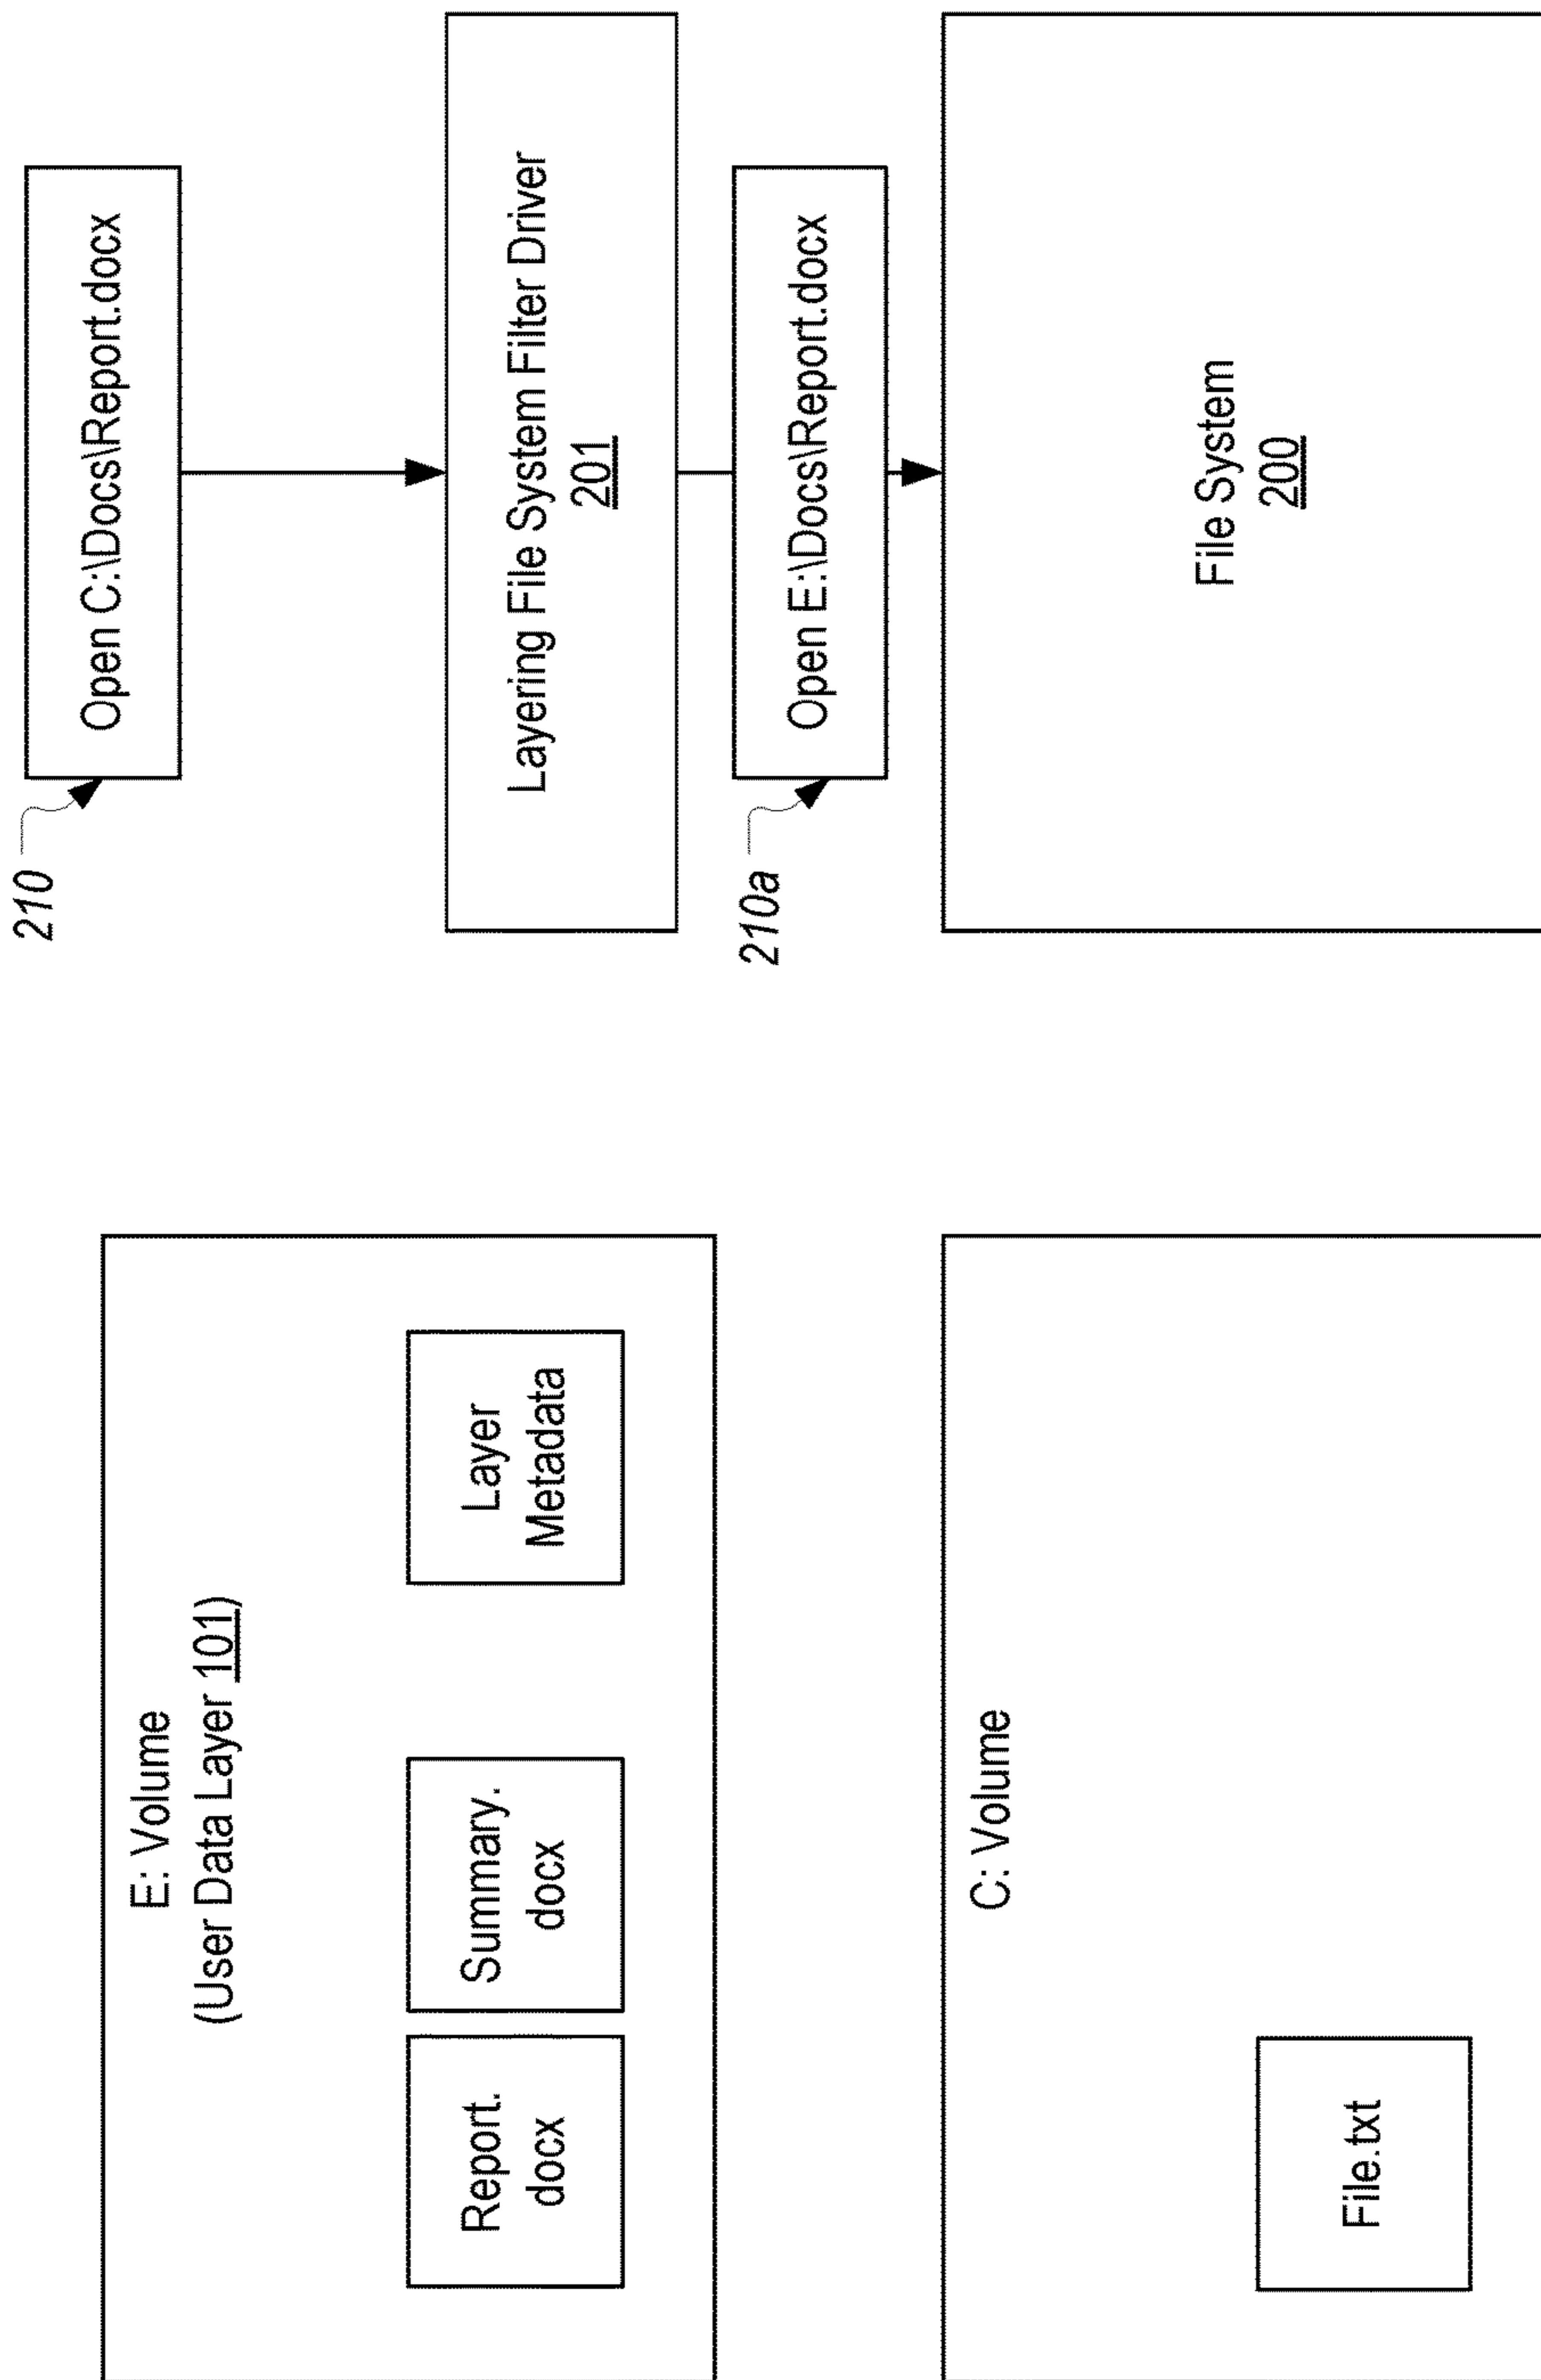 E: Volume
(User Data Layer 101)
Report.
docx
Summary.
docx
Layer
Metadata
C: Volume
File.txt
210
Open C:\Docs\Report.docx
Layering File System Filter Driver
201
210a
Open E:\Docs\Report.docx
File System
200